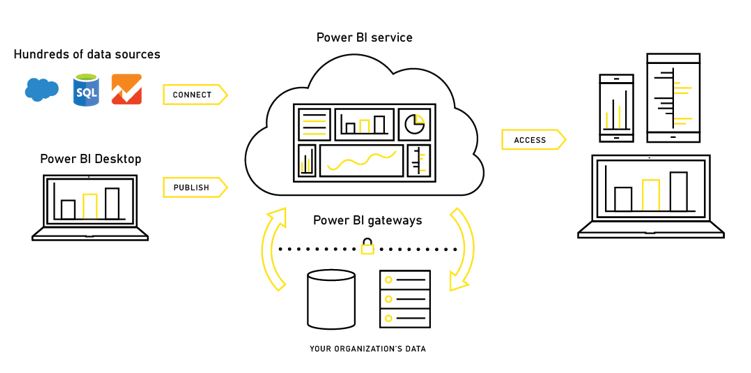 Power BI service
Hundreds of data sources
SQL
CONNECT
ACCESS
Power BI Desktop
PUBLISH
Power BI gateways
YOUR ORGANIZATION'S DATA